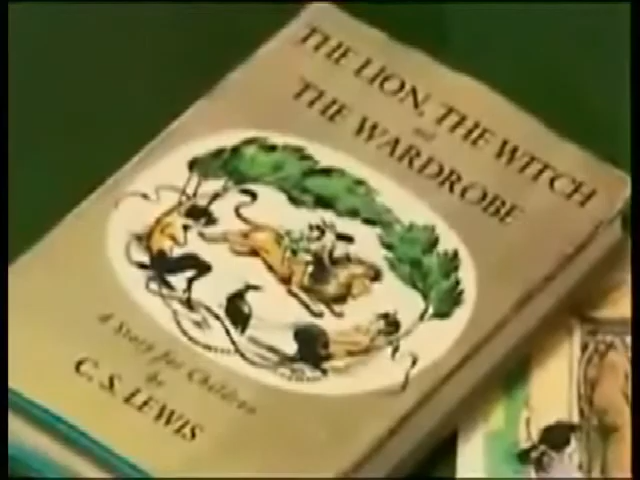 THE LION, THE WITCH
and
THE WARDROBE
A Story for Children
by
C. S. LEWIS